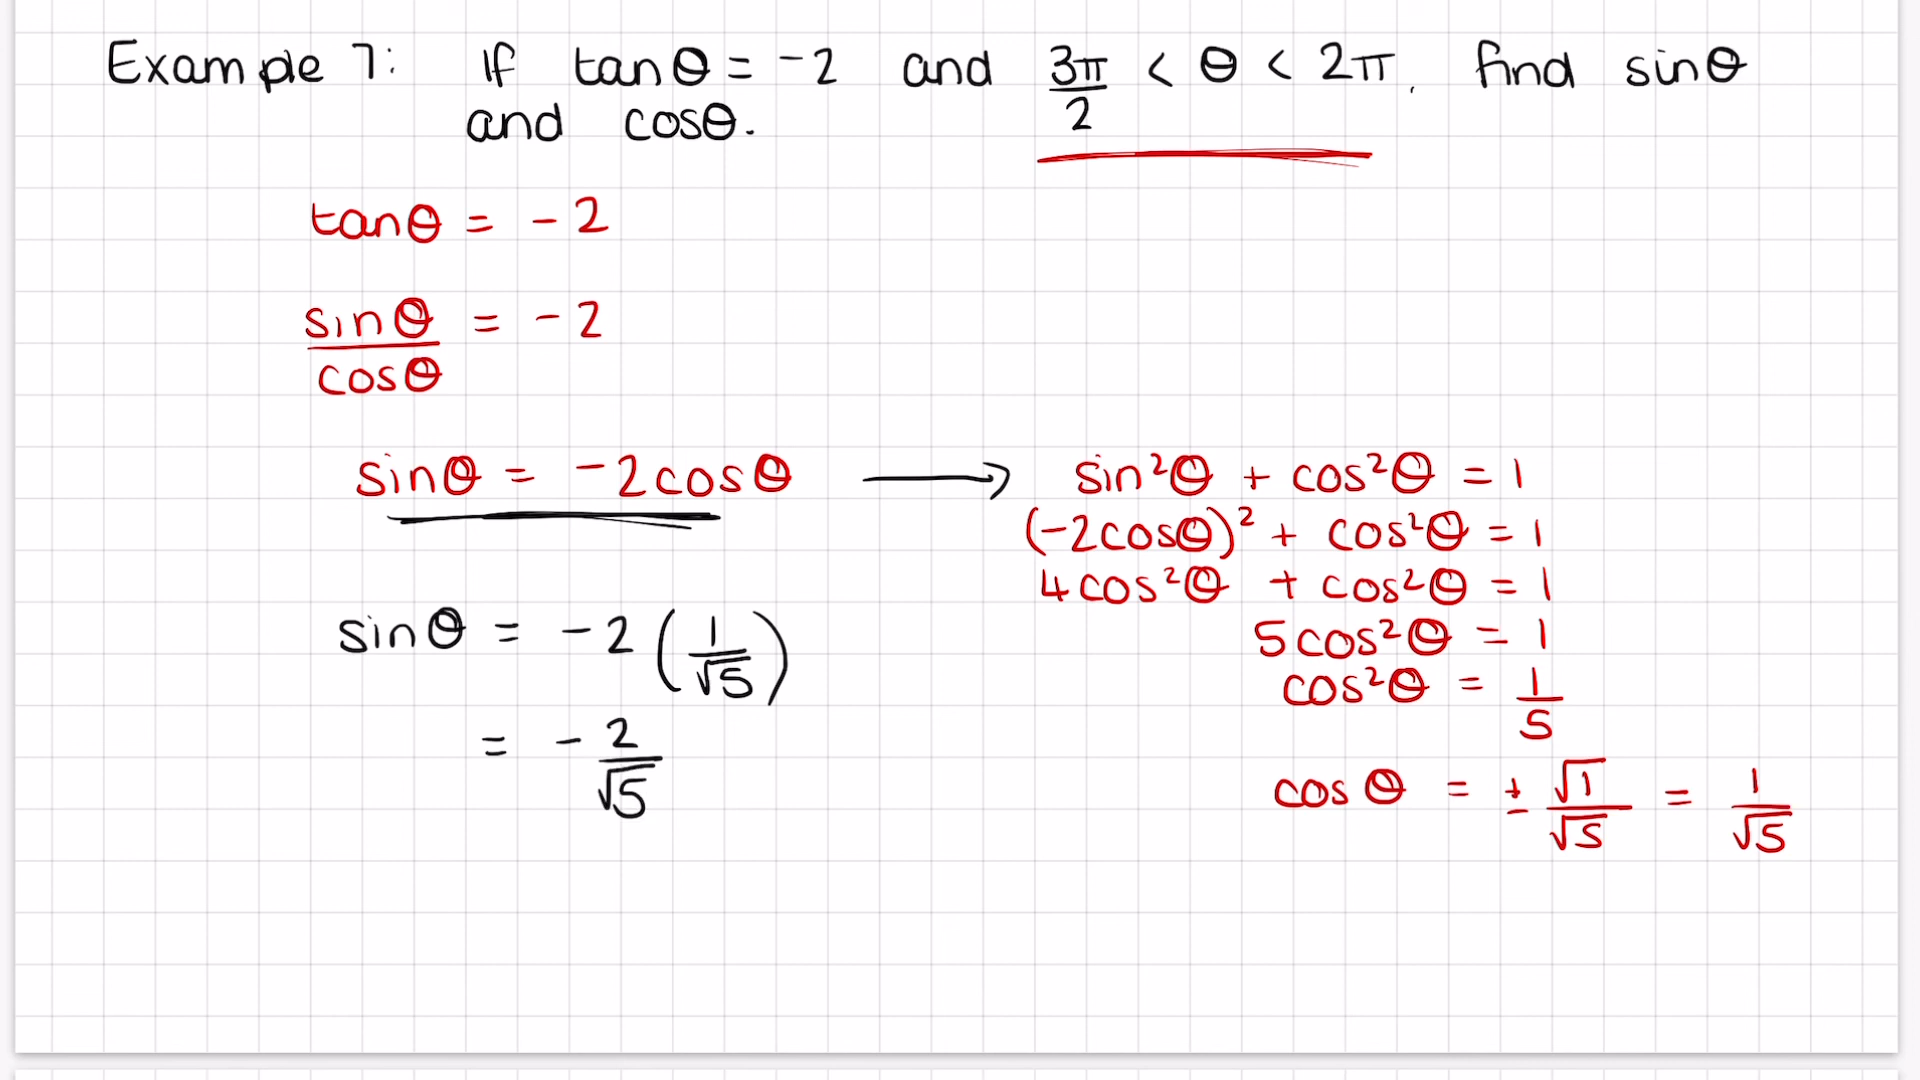 Example 7: If tanθ = -2 and 3π/2 < θ < 2π, find sinθ
and cosθ.
tanθ = -2
sinθ/cosθ = -2
sinθ = -2cosθ → sin²θ + cos²θ = 1
(-2cosθ)² + cos²θ = 1
4cos²θ + cos²θ = 1
5cos²θ = 1
cos²θ = 1/5
cosθ = ± √1/√5 = 1/√5
sinθ = -2(1/√5)
= -2/√5